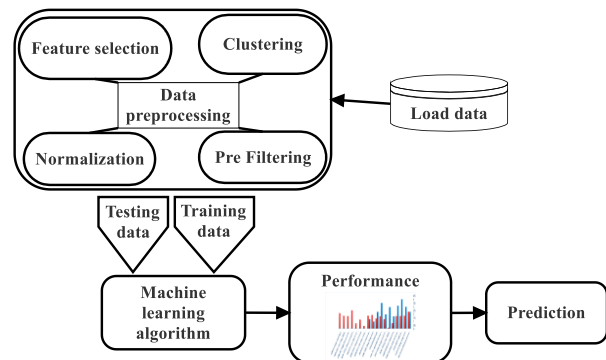 Feature selection
Clustering
Data
preprocessing
Load data
Normalization
Pre Filtering
Testing
data
Training
data
Machine
learning
algorithm
Performance
Prediction